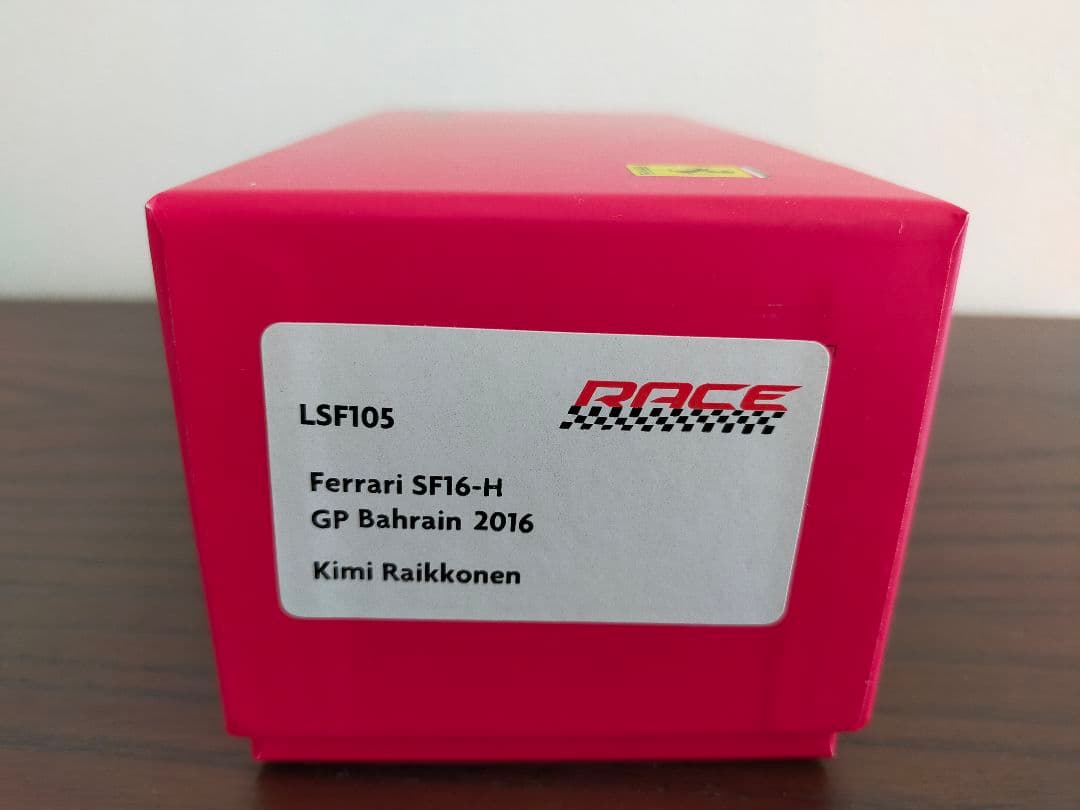 LSF105
RACE
Ferrari SF16-H
GP Bahrain 2016
Kimi Raikkonen